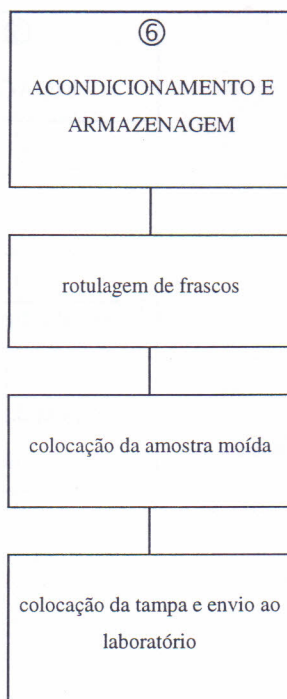 ⑥
ACONDICIONAMENTO E
ARMAZENAGEM
rotulagem de frascos
colocação da amostra moída
colocação da tampa e envio ao
laboratório